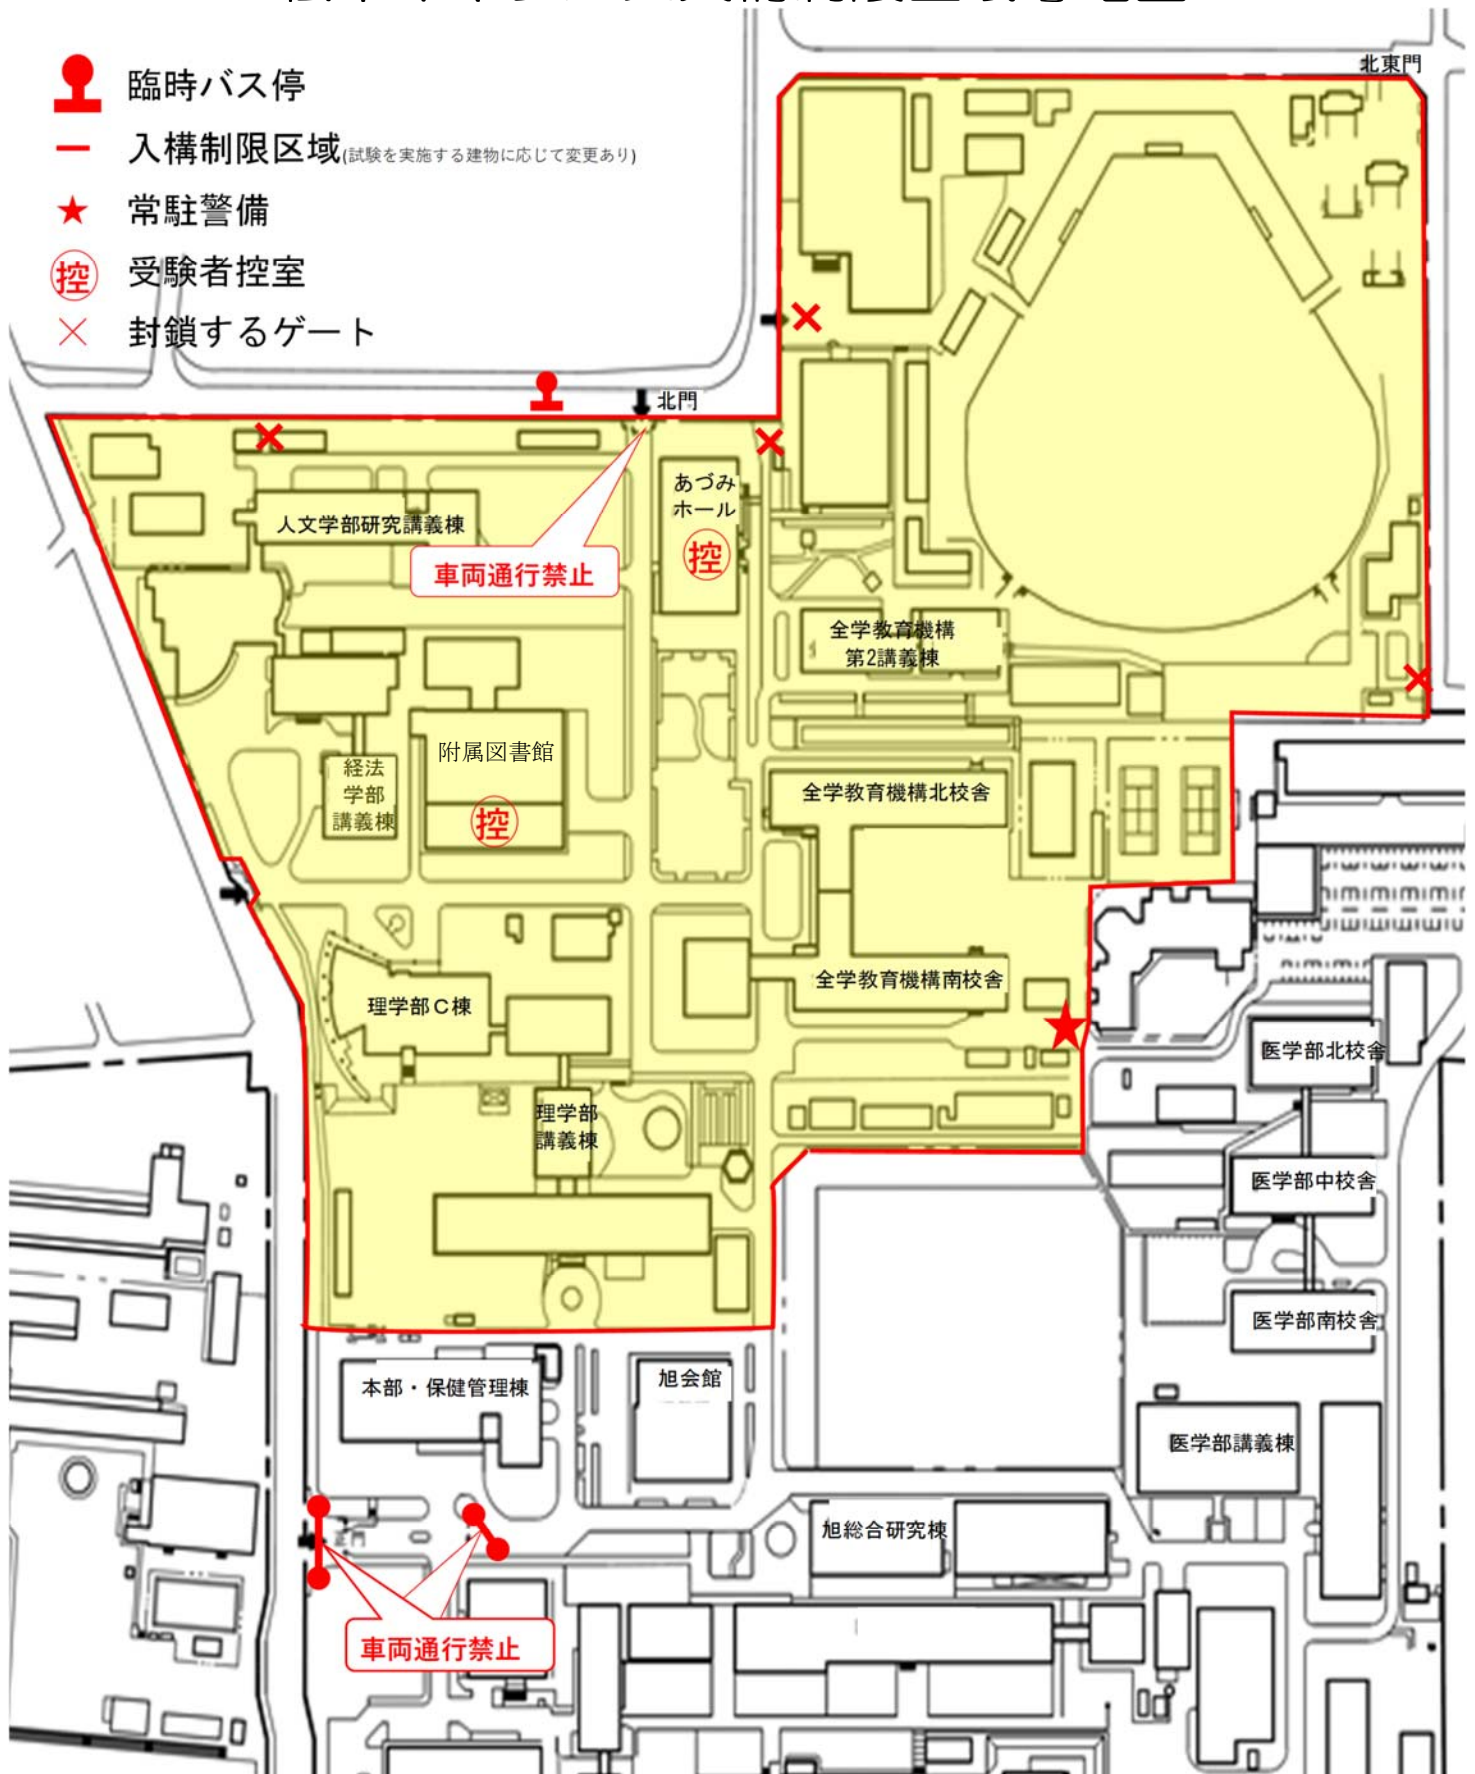 北東門
臨時バス停
入構制限区域(試験を実施する建物に応じて変更あり)
常駐警備
控 受験者控室
封鎖するゲート
北門
あづみ
ホール
控
人文学部研究講義棟
車両通行禁止
全学教育機構
第2講義棟
附属図書館
控
経法
学部
講義棟
全学教育機構北校舎
全学教育機構南校舎
理学部C棟
医学部北校舎
理学部
講義棟
医学部中校舎
医学部南校舎
本部・保健管理棟
旭会館
医学部講義棟
旭総合研究棟
正門
車両通行禁止